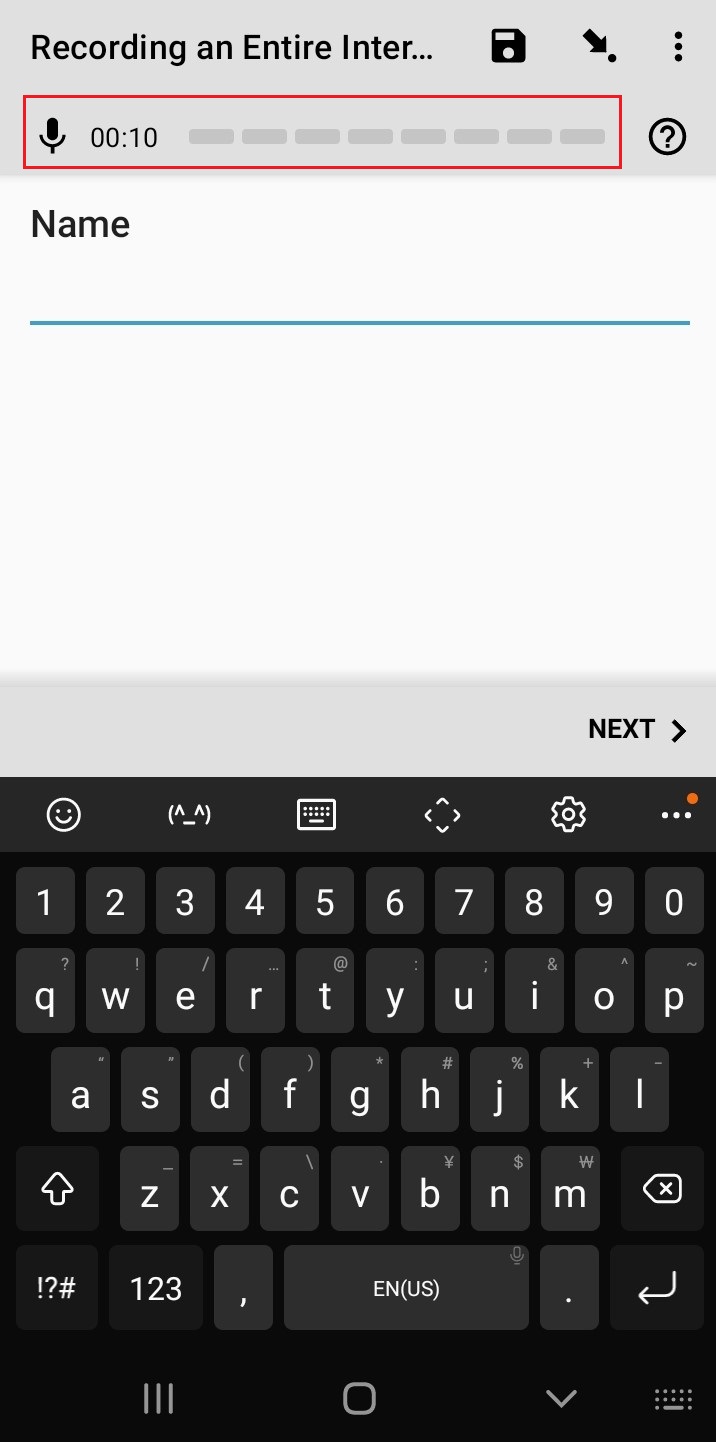 Recording an Entire Inter...
00:10
Name
NEXT
(^_^)
1 2 3 4 5 6 7 8 9 0
? ! / ... @ : ; & ^ ~
q w e r t y u i o p
“ ” ( ) * # % + -
a s d f g h j k l
_ = \ · ¥ $ ₩
z x c v b n m
!?# 123 , EN(US) .